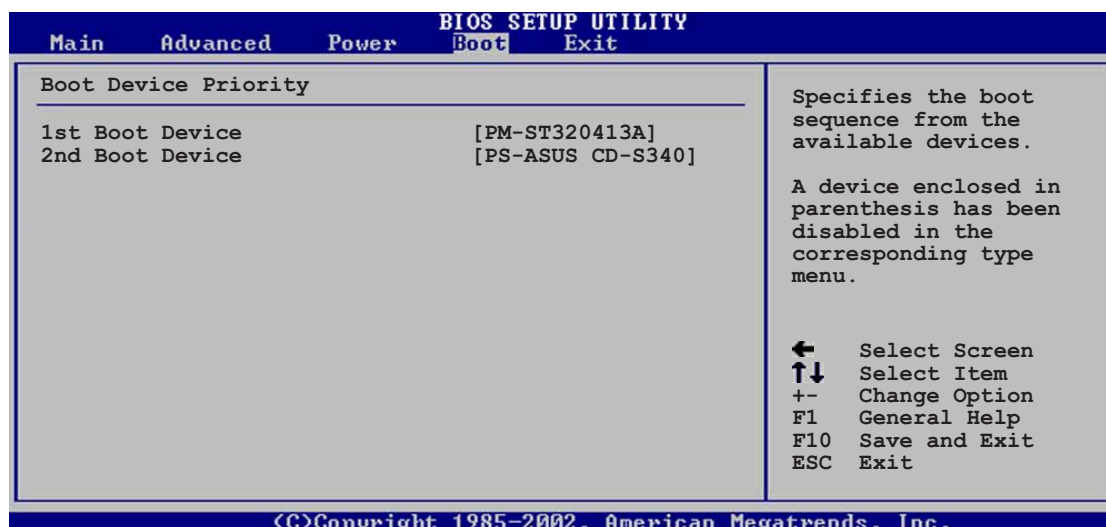 BIOS SETUP UTILITY
Main Advanced Power Boot Exit
Boot Device Priority
1st Boot Device [PM-ST320413A]
2nd Boot Device [PS-ASUS CD-S340]
Specifies the boot
sequence from the
available devices.
A device enclosed in
parenthesis has been
disabled in the
corresponding type
menu.
← Select Screen
↑↓ Select Item
+- Change Option
F1 General Help
F10 Save and Exit
ESC Exit
(C)Copyright 1985-2002, American Megatrends, Inc.